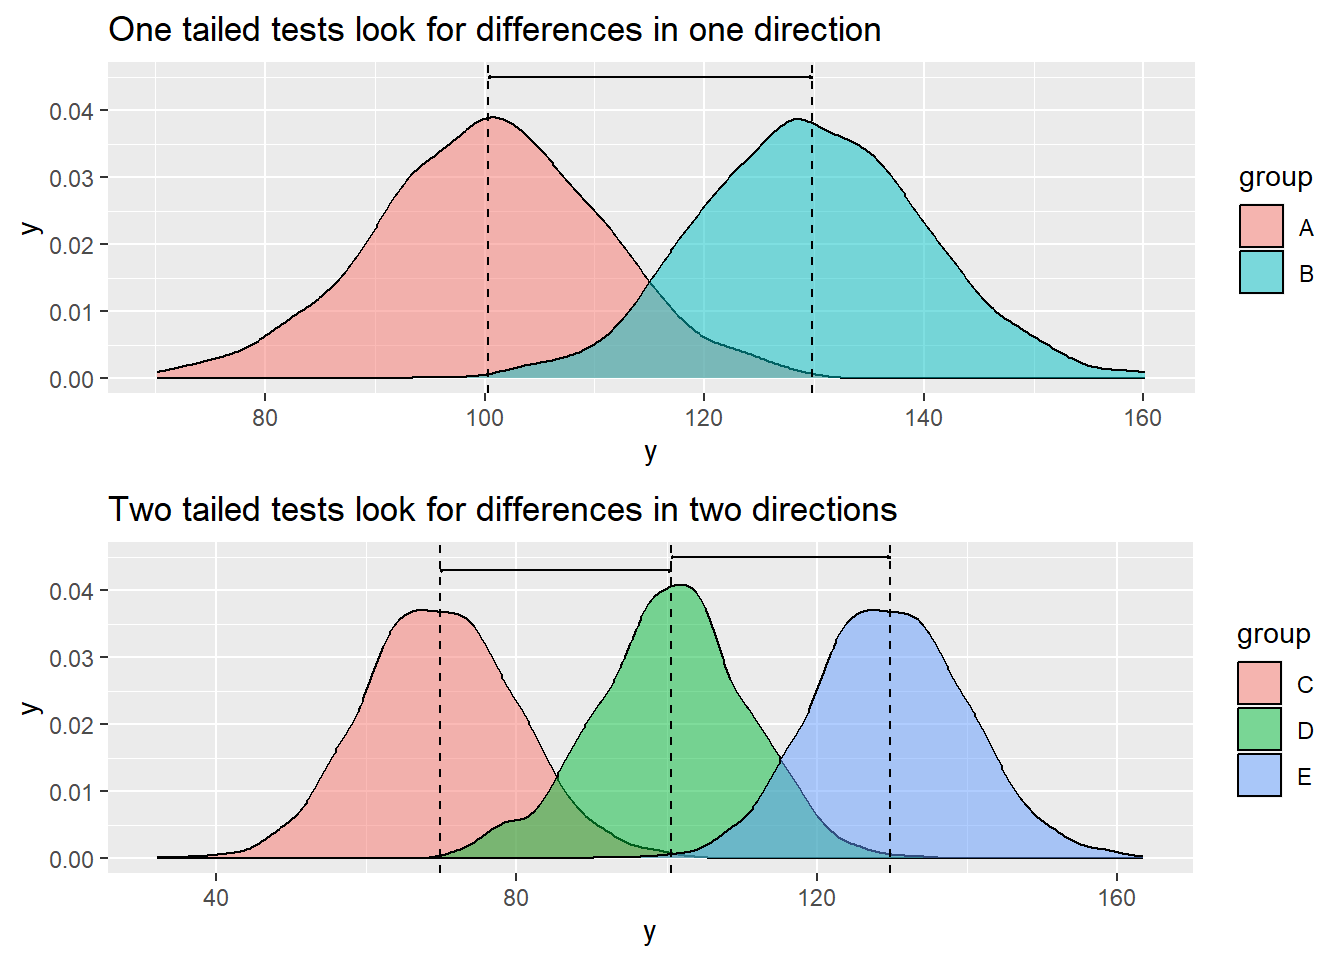 One tailed tests look for differences in one direction
0.04
0.03
0.02
0.01
0.00
y
80 100 120 140 160
y
group
A
B
Two tailed tests look for differences in two directions
0.04
0.03
0.02
0.01
0.00
y
40 80 120 160
y
group
C
D
E